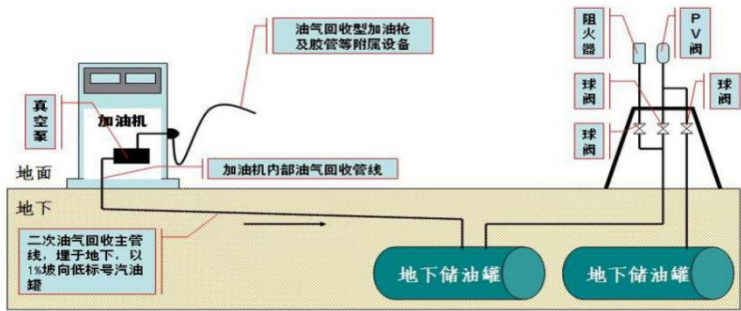 油气回收型加油枪
及胶管等附属设备
阻火器
PV阀
真空泵
加油机
球阀
球阀
球阀
加油机内部油气回收管线
地面
地下
二次油气回收主管
线，埋于地下，以
1%坡向低标号汽油
罐
地下储油罐
地下储油罐